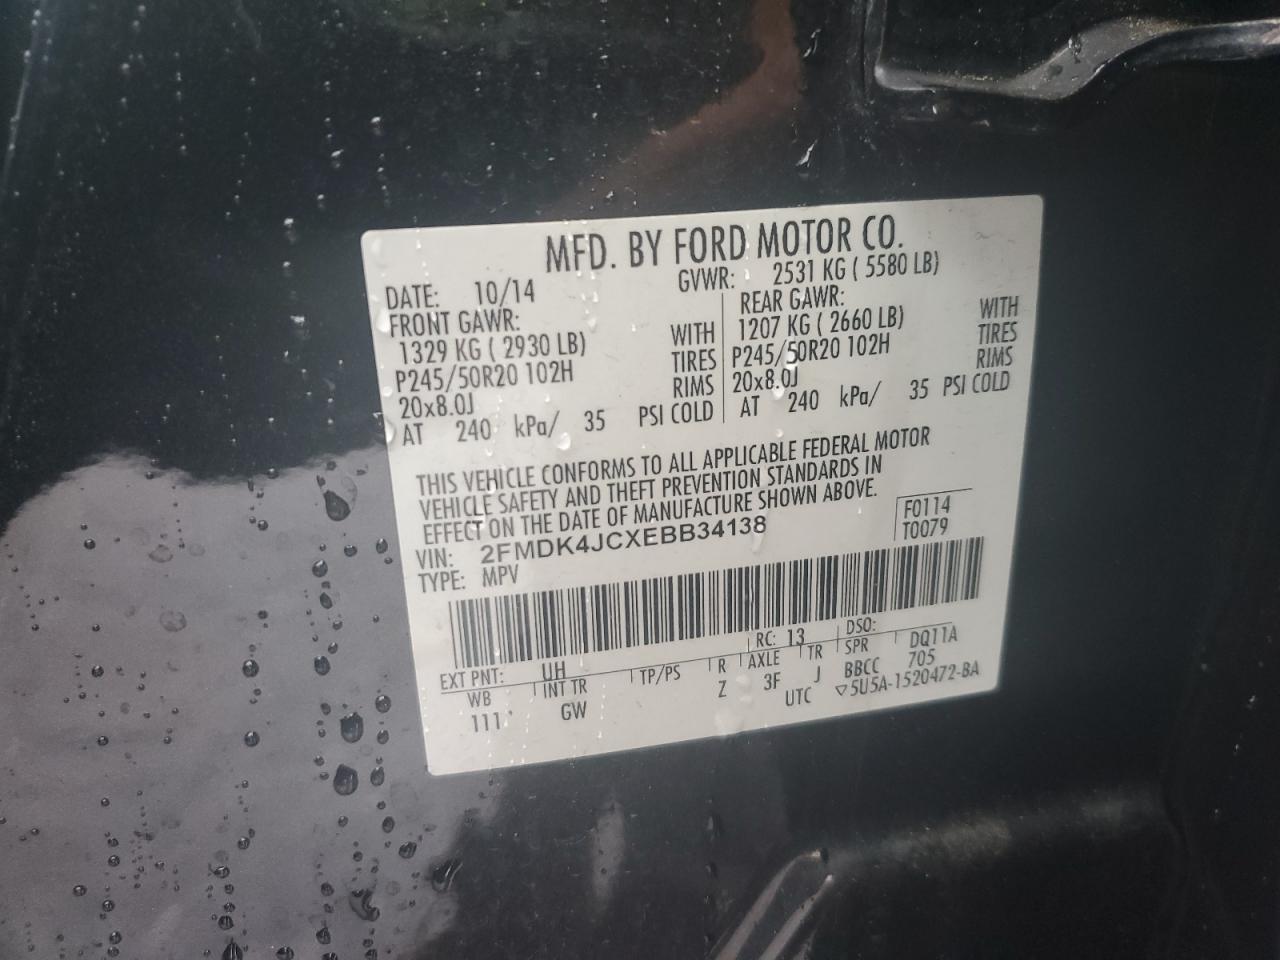 MFD. BY FORD MOTOR CO.
DATE: 10/14 GVWR: 2531 KG ( 5580 LB)
FRONT GAWR: REAR GAWR:
1329 KG ( 2930 LB) WITH 1207 KG ( 2660 LB) WITH
P245/50R20 102H TIRES P245/50R20 102H TIRES
20x8.0J RIMS 20x8.0J RIMS
AT 240 kPa/ 35 PSI COLD AT 240 kPa/ 35 PSI COLD
THIS VEHICLE CONFORMS TO ALL APPLICABLE FEDERAL MOTOR
VEHICLE SAFETY AND THEFT PREVENTION STANDARDS IN
EFFECT ON THE DATE OF MANUFACTURE SHOWN ABOVE.
VIN: 2FMDK4JCXEBB34138 F0114
TYPE: MPV T0079
EXT PNT: UH RC: 13 DSO:
WB INT TR TP/PS R AXLE TR SPR DQ11A
111 GW Z 3F J BBCC 705
UTC ▽5U5A-1520472-BA